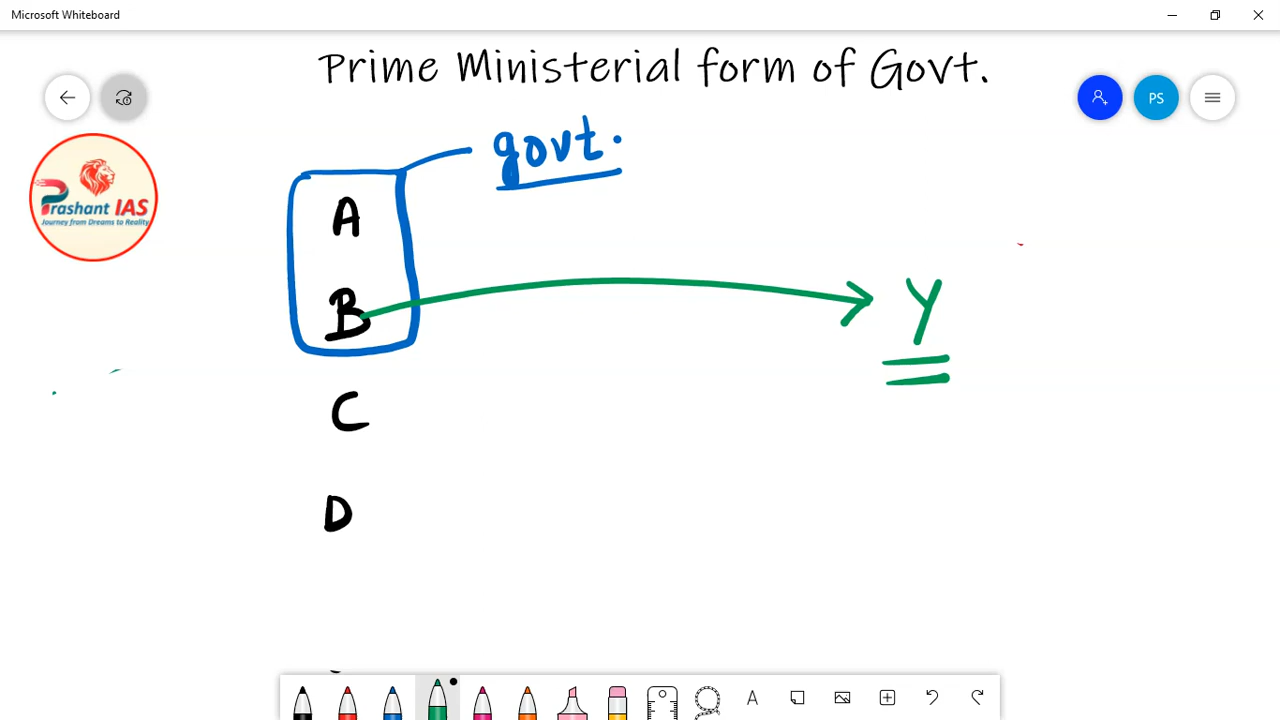 Microsoft Whiteboard
Prime Ministerial form of Govt.
PS
govt.
Prashant IAS
Journey from Dreams to Reality
A
B
Y
C
D
A